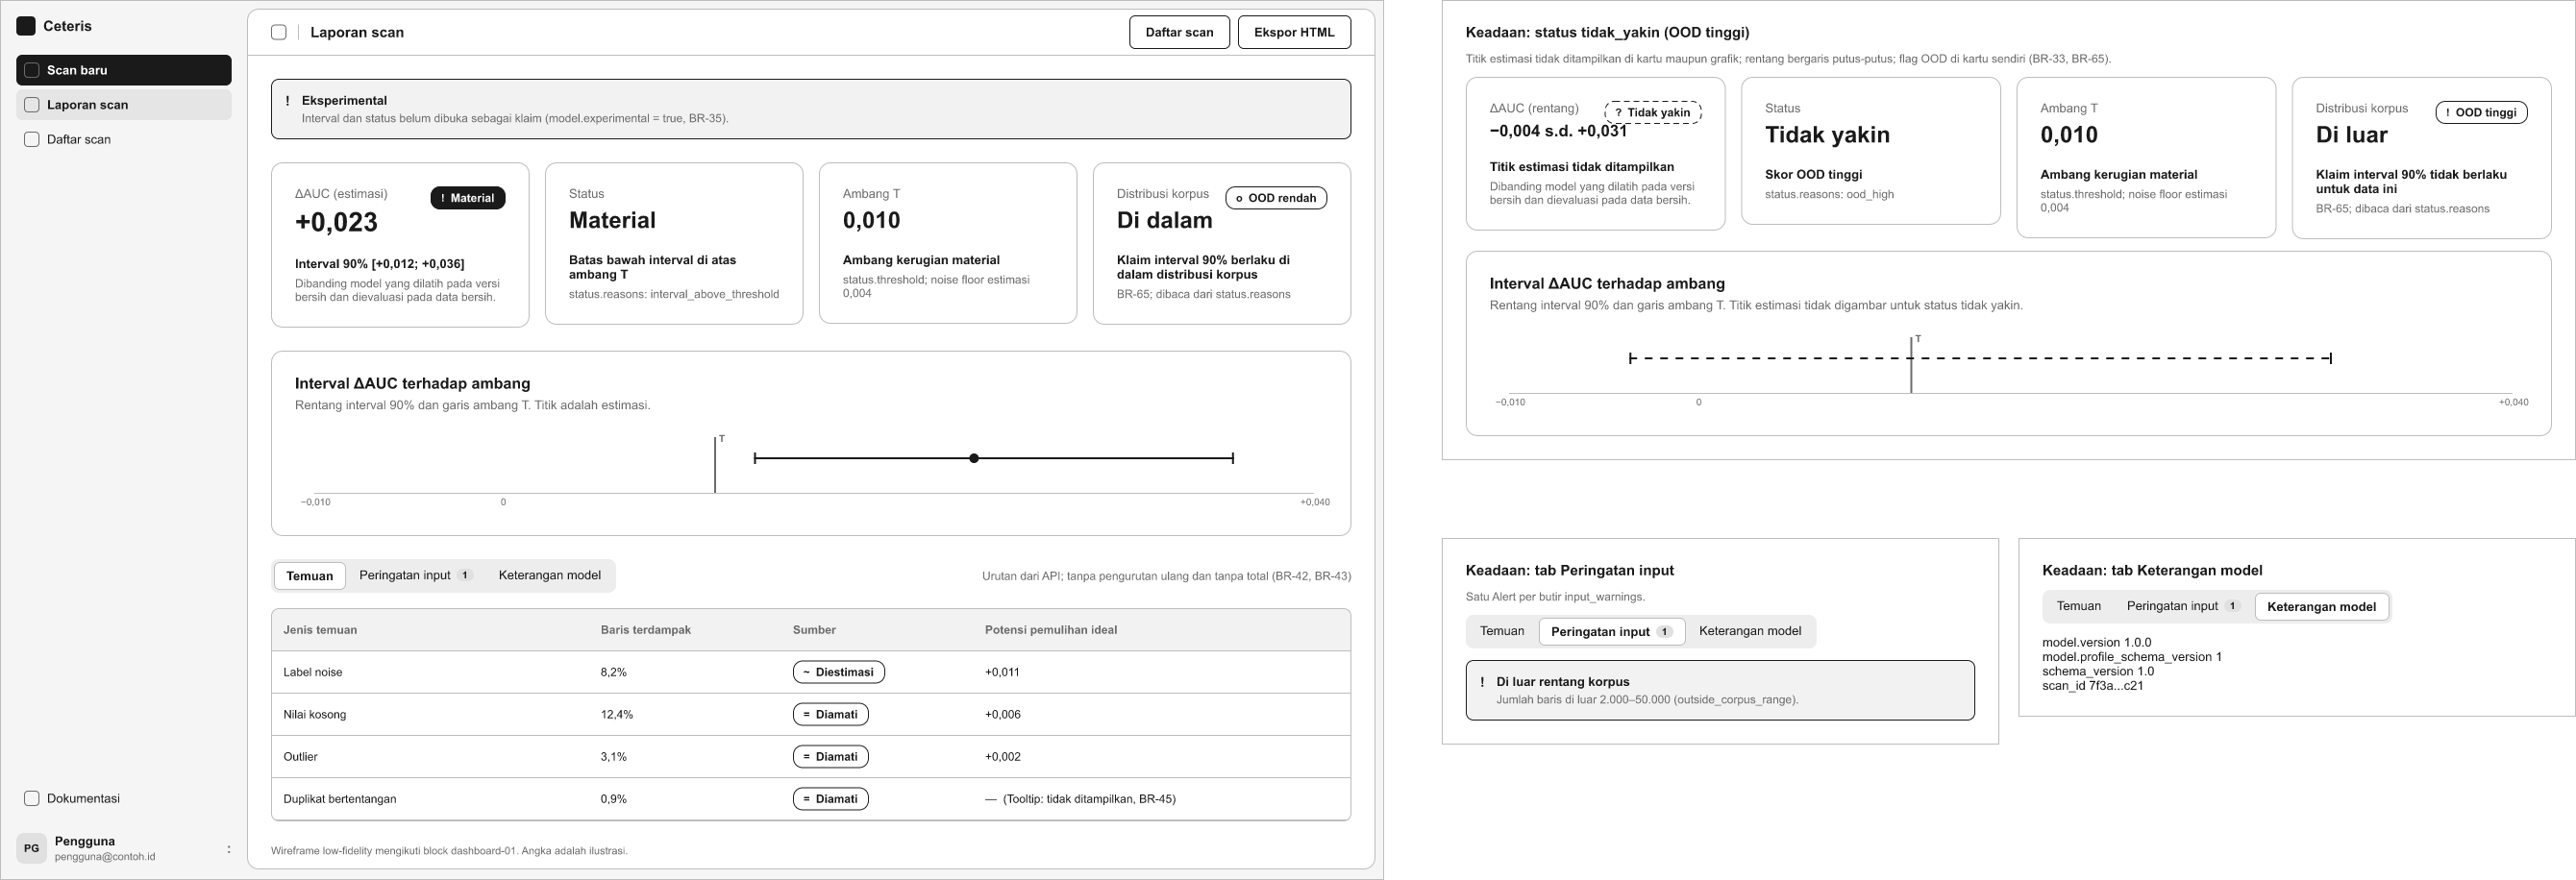 Ceteris
Scan baru
Laporan scan
Daftar scan
Dokumentasi
PG
Pengguna
pengguna@contoh.id
:
Laporan scan
Daftar scan
Ekspor HTML
! Eksperimental
Interval dan status belum dibuka sebagai klaim (model.experimental = true, BR-35).
ΔAUC (estimasi)
! Material
+0,023
Interval 90% [+0,012; +0,036]
Dibanding model yang dilatih pada versi
bersih dan dievaluasi pada data bersih.
Status
Material
Batas bawah interval di atas
ambang T
status.reasons: interval_above_threshold
Ambang T
0,010
Ambang kerugian material
status.threshold; noise floor estimasi
0,004
Distribusi korpus
o OOD rendah
Di dalam
Klaim interval 90% berlaku di
dalam distribusi korpus
BR-65; dibaca dari status.reasons
Interval ΔAUC terhadap ambang
Rentang interval 90% dan garis ambang T. Titik adalah estimasi.
T
−0,010
0
+0,040
Temuan
Peringatan input 1
Keterangan model
Urutan dari API; tanpa pengurutan ulang dan tanpa total (BR-42, BR-43)
Jenis temuan Baris terdampak Sumber Potensi pemulihan ideal
Label noise 8,2% ~ Diestimasi +0,011
Nilai kosong 12,4% = Diamati +0,006
Outlier 3,1% = Diamati +0,002
Duplikat bertentangan 0,9% = Diamati — (Tooltip: tidak ditampilkan, BR-45)
Wireframe low-fidelity mengikuti block dashboard-01. Angka adalah ilustrasi.
Keadaan: status tidak_yakin (OOD tinggi)
Titik estimasi tidak ditampilkan di kartu maupun grafik; rentang bergaris putus-putus; flag OOD di kartu sendiri (BR-33, BR-65).
ΔAUC (rentang)
? Tidak yakin
−0,004 s.d. +0,031
Titik estimasi tidak ditampilkan
Dibanding model yang dilatih pada versi
bersih dan dievaluasi pada data bersih.
Status
Tidak yakin
Skor OOD tinggi
status.reasons: ood_high
Ambang T
0,010
Ambang kerugian material
status.threshold; noise floor estimasi
0,004
Distribusi korpus
! OOD tinggi
Di luar
Klaim interval 90% tidak berlaku
untuk data ini
BR-65; dibaca dari status.reasons
Interval ΔAUC terhadap ambang
Rentang interval 90% dan garis ambang T. Titik estimasi tidak digambar untuk status tidak yakin.
T
−0,010
0
+0,040
Keadaan: tab Peringatan input
Satu Alert per butir input_warnings.
Temuan
Peringatan input 1
Keterangan model
! Di luar rentang korpus
Jumlah baris di luar 2.000–50.000 (outside_corpus_range).
Keadaan: tab Keterangan model
Temuan
Peringatan input 1
Keterangan model
model.version 1.0.0
model.profile_schema_version 1
schema_version 1.0
scan_id 7f3a...c21